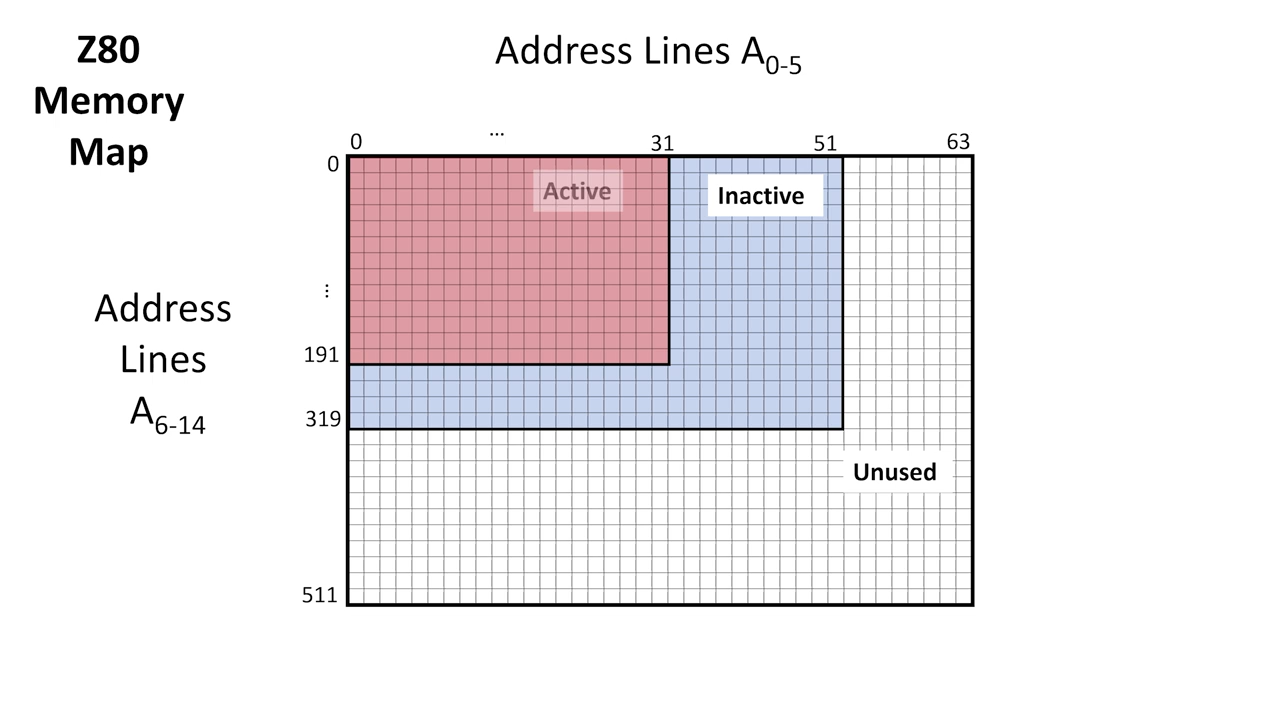 Z80
Memory
Map
Address Lines A0-5
0 ... 31 51 63
0
Active
Inactive
...
Address
Lines
A6-14
191
319
Unused
511